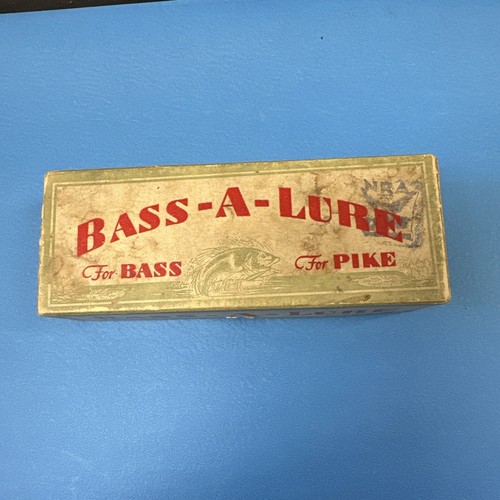 NRA
BASS-A-LURE
For BASS
For PIKE